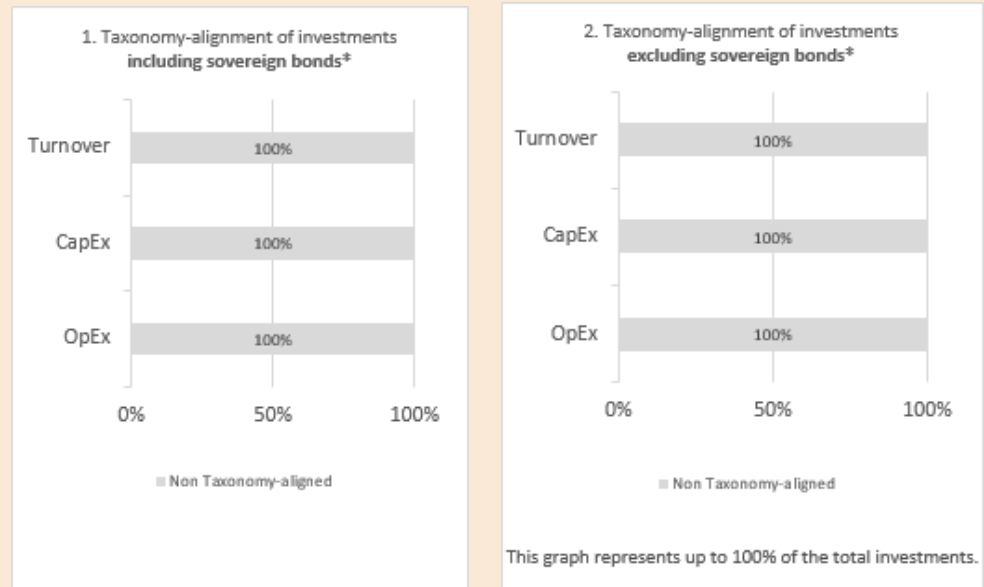 1. Taxonomy-alignment of investments
including sovereign bonds*
Turnover
100%
CapEx
100%
OpEx
100%
0%
50%
100%
Non Taxonomy-aligned
2. Taxonomy-alignment of investments
excluding sovereign bonds*
Turnover
100%
CapEx
100%
OpEx
100%
0%
50%
100%
Non Taxonomy-aligned
This graph represents up to 100% of the total investments.